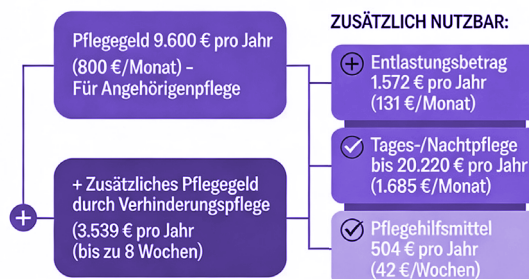 Pflegegeld 9.600 € pro Jahr
(800 €/Monat) –
Für Angehörigenpflege
+ Zusätzliches Pflegegeld
durch Verhinderungspflege
(3.539 € pro Jahr
(bis zu 8 Wochen)
ZUSÄTZLICH NUTZBAR:
Entlastungsbetrag
1.572 € pro Jahr
(131 €/Monat)
Tages-/Nachtpflege
bis 20.220 € pro Jahr
(1.685 €/Monat)
Pflegehilfsmittel
504 € pro Jahr
(42 €/Wochen)